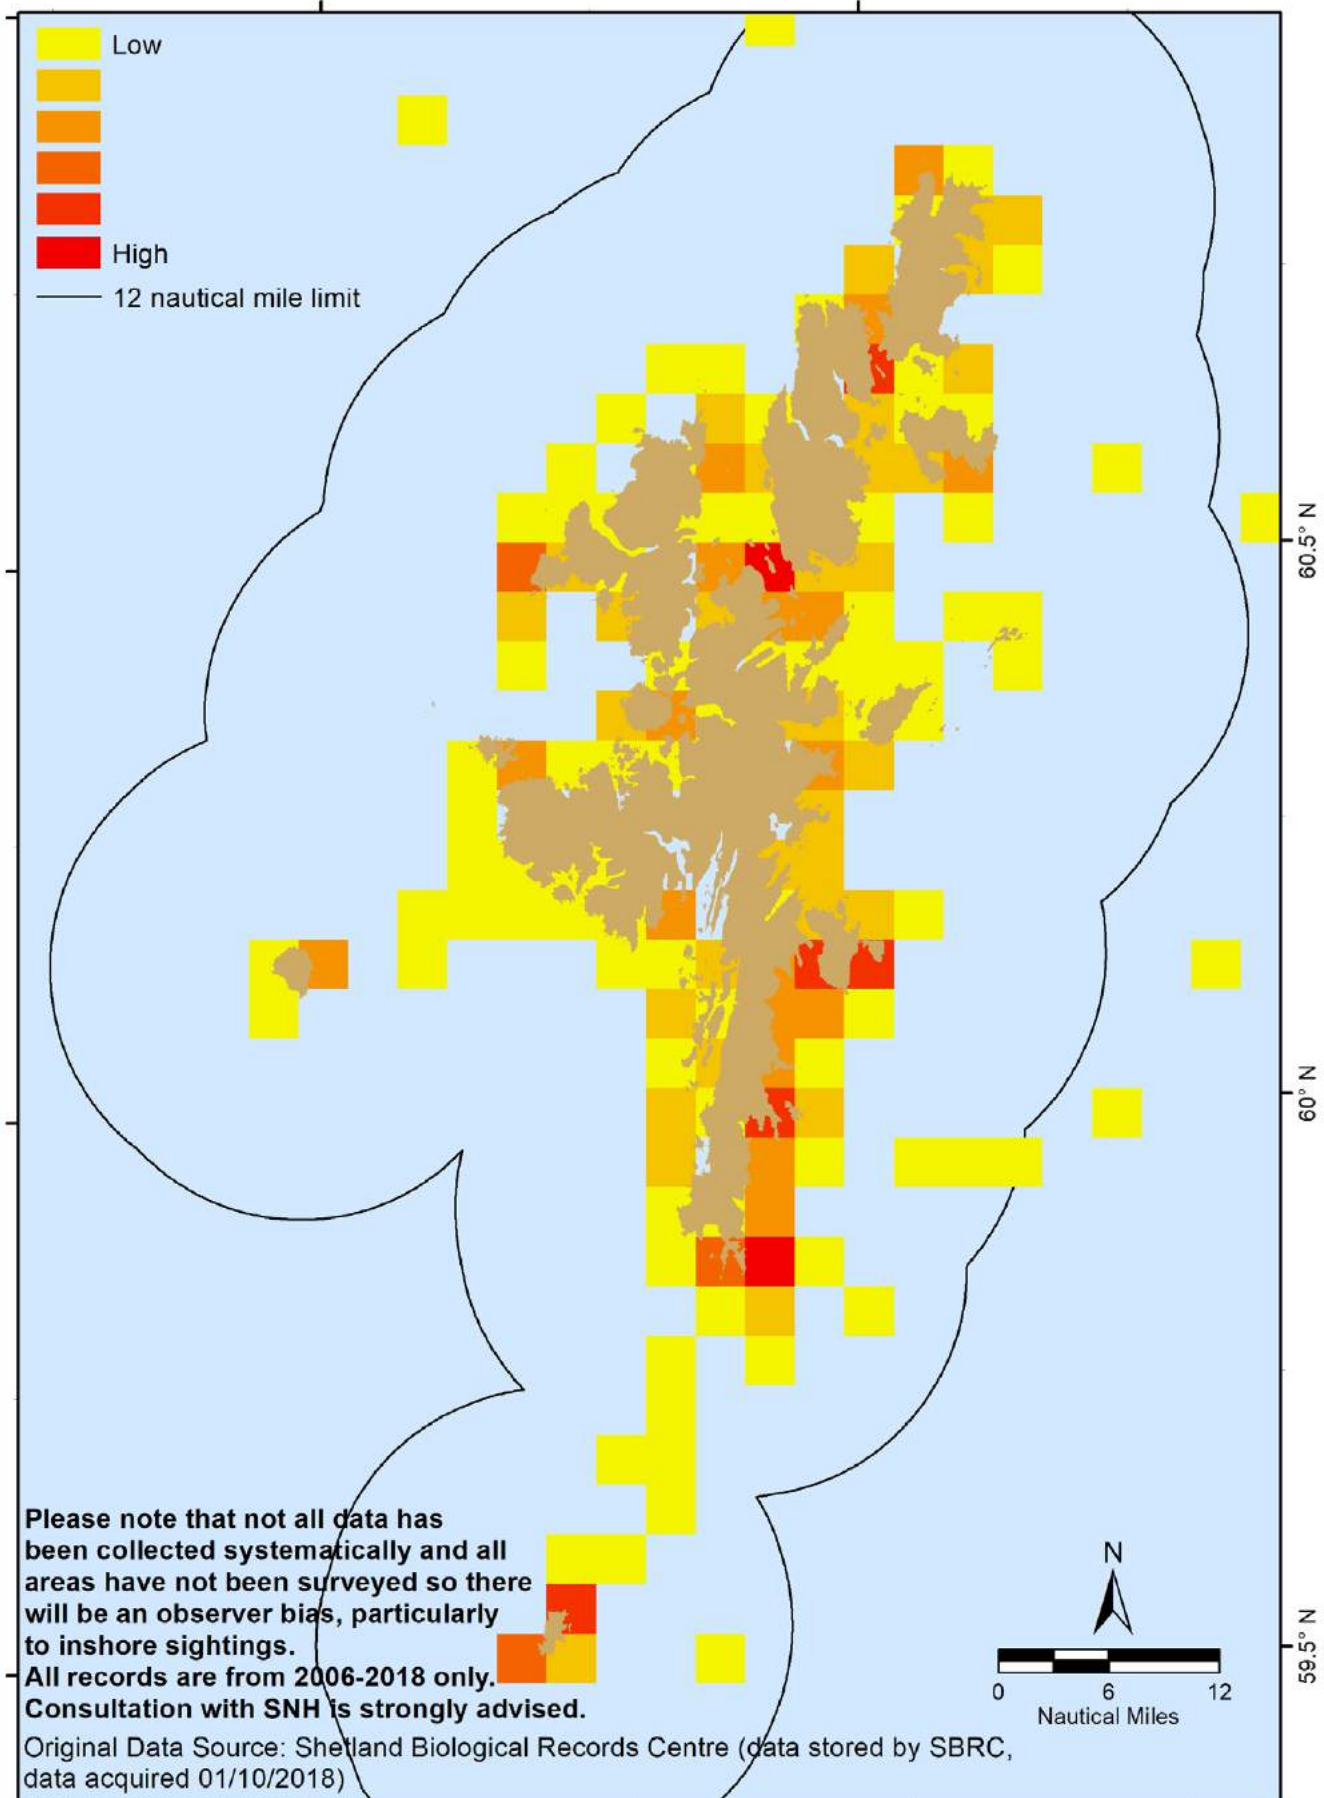 Low
High
12 nautical mile limit
60.5° N
60° N
59.5° N
Please note that not all data has
been collected systematically and all
areas have not been surveyed so there
will be an observer bias, particularly
to inshore sightings.
All records are from 2006-2018 only.
Consultation with SNH is strongly advised.
Original Data Source: Shetland Biological Records Centre (data stored by SBRC,
data acquired 01/10/2018)
N
0 6 12
Nautical Miles